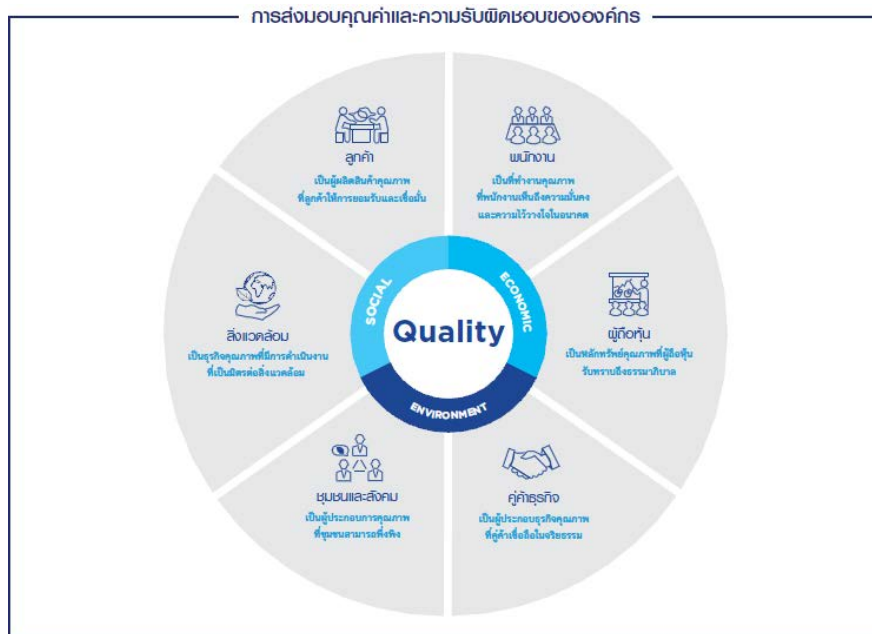 การส่งมอบคุณค่าและความรับผิดชอบขององค์กร
ลูกค้า
เป็นผู้ผลิตสินค้าคุณภาพ
ที่ลูกค้าให้การยอมรับและเชื่อมั่น
พนักงาน
เป็นที่ทำงานคุณภาพ
ที่พนักงานเห็นถึงความมั่นคง
และความไว้วางใจในอนาคต
สิ่งแวดล้อม
เป็นธุรกิจคุณภาพที่มีการดำเนินงาน
ที่เป็นมิตรต่อสิ่งแวดล้อม
SOCIAL
ECONOMIC
Quality
ENVIRONMENT
ผู้ถือหุ้น
เป็นหลักทรัพย์คุณภาพที่ผู้ถือหุ้น
รับทราบถึงธรรมาภิบาล
ชุมชนและสังคม
เป็นผู้ประกอบการคุณภาพ
ที่ชุมชนสามารถพึ่งพิง
คู่ค้าธุรกิจ
เป็นผู้ประกอบธุรกิจคุณภาพ
ที่คู่ค้าเชื่อถือในจริยธรรม